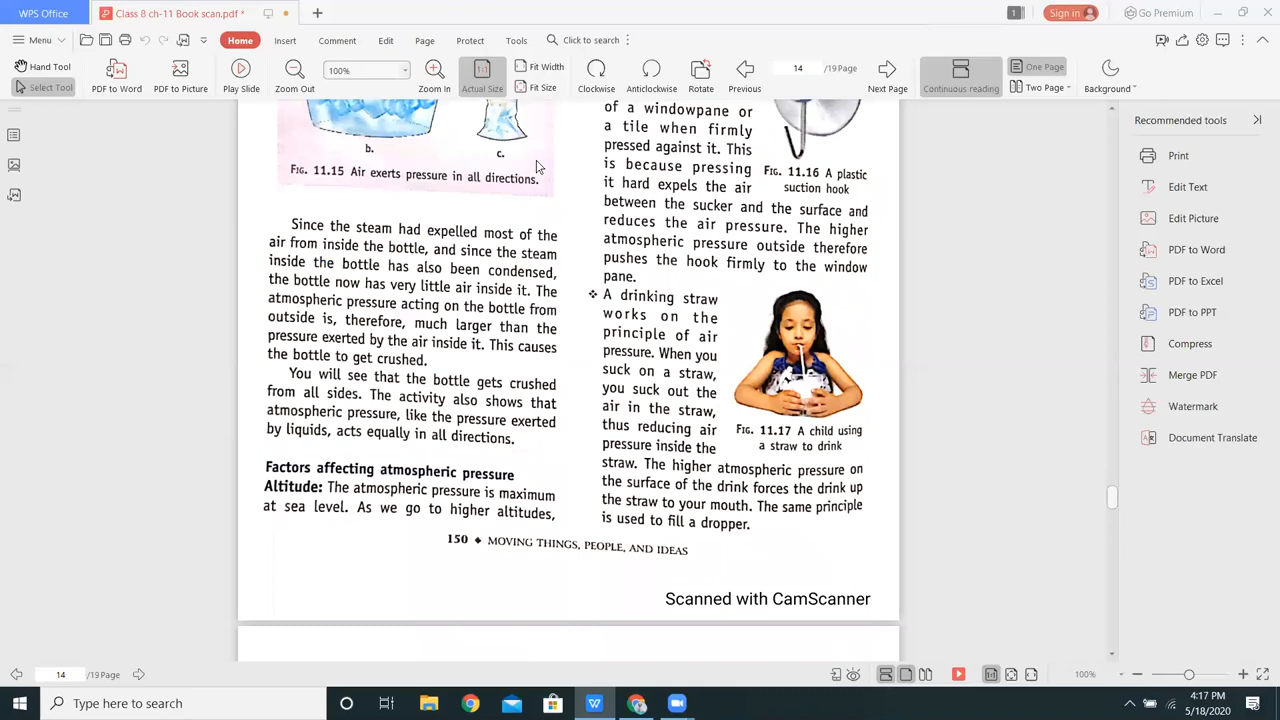 WPS Office
Class 8 ch-11 Book scan.pdf *
+
1
Sign in
Go Premium
Menu
Home
Insert
Comment
Edit
Page
Protect
Tools
Click to search
Hand Tool
Select Tool
PDF to Word
PDF to Picture
Play Slide
Zoom Out
100%
Zoom In
Actual Size
Fit Width
Fit Size
Clockwise
Anticlockwise
Rotate
Previous
14
/19 Page
Next Page
Continuous reading
One Page
Two Page
Background
b.
c.
FIG. 11.15 Air exerts pressure in all directions.
Since the steam had expelled most of the
air from inside the bottle, and since the steam
inside the bottle has also been condensed,
the bottle now has very little air inside it. The
atmospheric pressure acting on the bottle from
outside is, therefore, much larger than the
pressure exerted by the air inside it. This causes
the bottle to get crushed.
You will see that the bottle gets crushed
from all sides. The activity also shows that
atmospheric pressure, like the pressure exerted
by liquids, acts equally in all directions.
Factors affecting atmospheric pressure
Altitude: The atmospheric pressure is maximum
at sea level. As we go to higher altitudes,
of a windowpane or
a tile when firmly
pressed against it. This
is because pressing
it hard expels the air
between the sucker and the surface and
reduces the air pressure. The higher
atmospheric pressure outside therefore
pushes the hook firmly to the window
pane.
FIG. 11.16 A plastic
suction hook
❖ A drinking straw
works on the
principle of air
pressure. When you
suck on a straw,
you suck out the
air in the straw,
thus reducing air
pressure inside the
straw. The higher atmospheric pressure on
the surface of the drink forces the drink up
the straw to your mouth. The same principle
is used to fill a dropper.
FIG. 11.17 A child using
a straw to drink
150 ◆ MOVING THINGS, PEOPLE, AND IDEAS
Scanned with CamScanner
Recommended tools
Print
Edit Text
Edit Picture
PDF to Word
PDF to Excel
PDF to PPT
Compress
Merge PDF
Watermark
Document Translate
14
/19 Page
100%
Type here to search
4:17 PM
5/18/2020